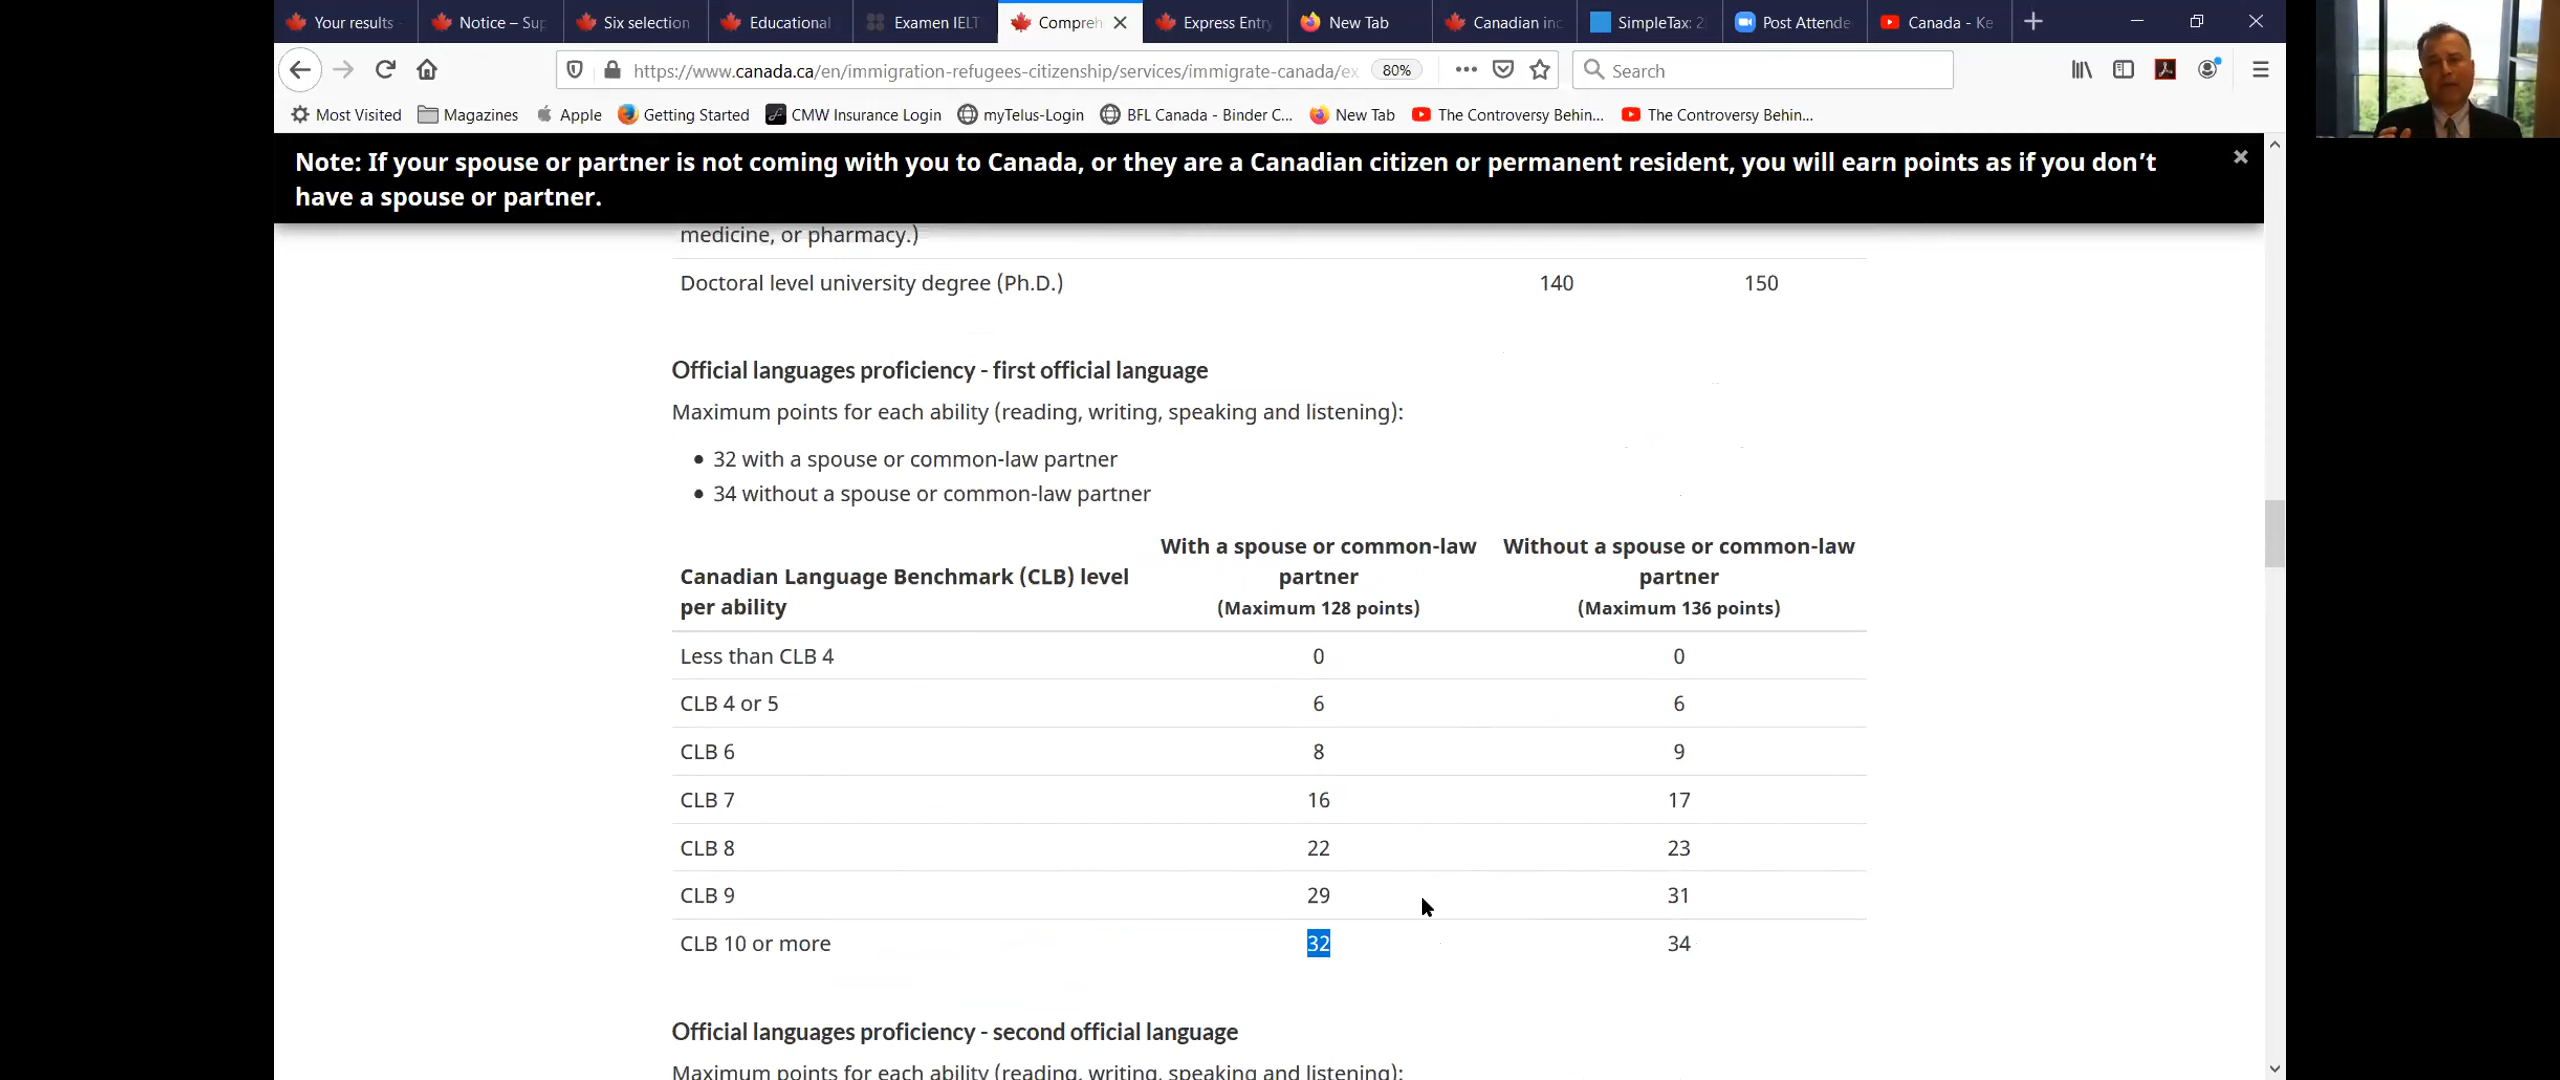 Your results
Notice – Sup
Six selection
Educational
Examen IELT
Compreh
Express Entry
New Tab
Canadian inc
SimpleTax: 2
Post Attende
Canada - Ke
https://www.canada.ca/en/immigration-refugees-citizenship/services/immigrate-canada/ex
80%
Search
Most Visited
Magazines
Apple
Getting Started
CMW Insurance Login
myTelus-Login
BFL Canada - Binder C...
New Tab
The Controversy Behin...
The Controversy Behin...
Note: If your spouse or partner is not coming with you to Canada, or they are a Canadian citizen or permanent resident, you will earn points as if you don’t
have a spouse or partner.
medicine, or pharmacy.)
Doctoral level university degree (Ph.D.) 140 150
Official languages proficiency - first official language
Maximum points for each ability (reading, writing, speaking and listening):
• 32 with a spouse or common-law partner
• 34 without a spouse or common-law partner
With a spouse or common-law Without a spouse or common-law
Canadian Language Benchmark (CLB) level partner partner
per ability (Maximum 128 points) (Maximum 136 points)
Less than CLB 4 0 0
CLB 4 or 5 6 6
CLB 6 8 9
CLB 7 16 17
CLB 8 22 23
CLB 9 29 31
CLB 10 or more 32 34
Official languages proficiency - second official language
Maximum points for each ability (reading, writing, speaking and listening):